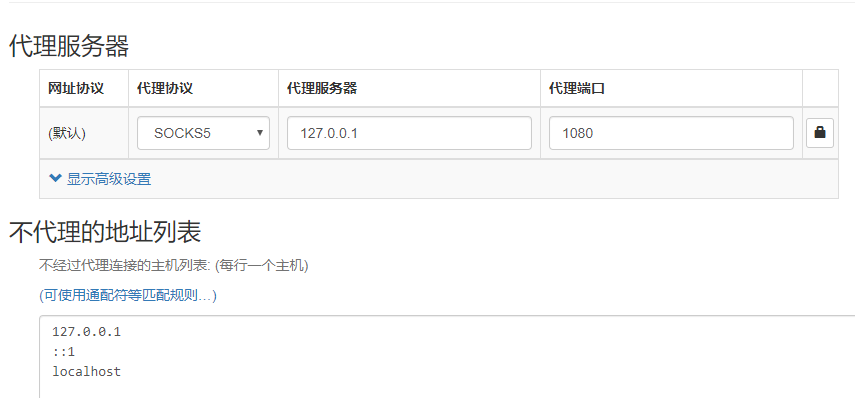 代理服务器
网址协议 代理协议 代理服务器 代理端口
(默认) SOCKS5 127.0.0.1 1080
显示高级设置
不代理的地址列表
不经过代理连接的主机列表: (每行一个主机)
(可使用通配符等匹配规则…)
127.0.0.1
::1
localhost